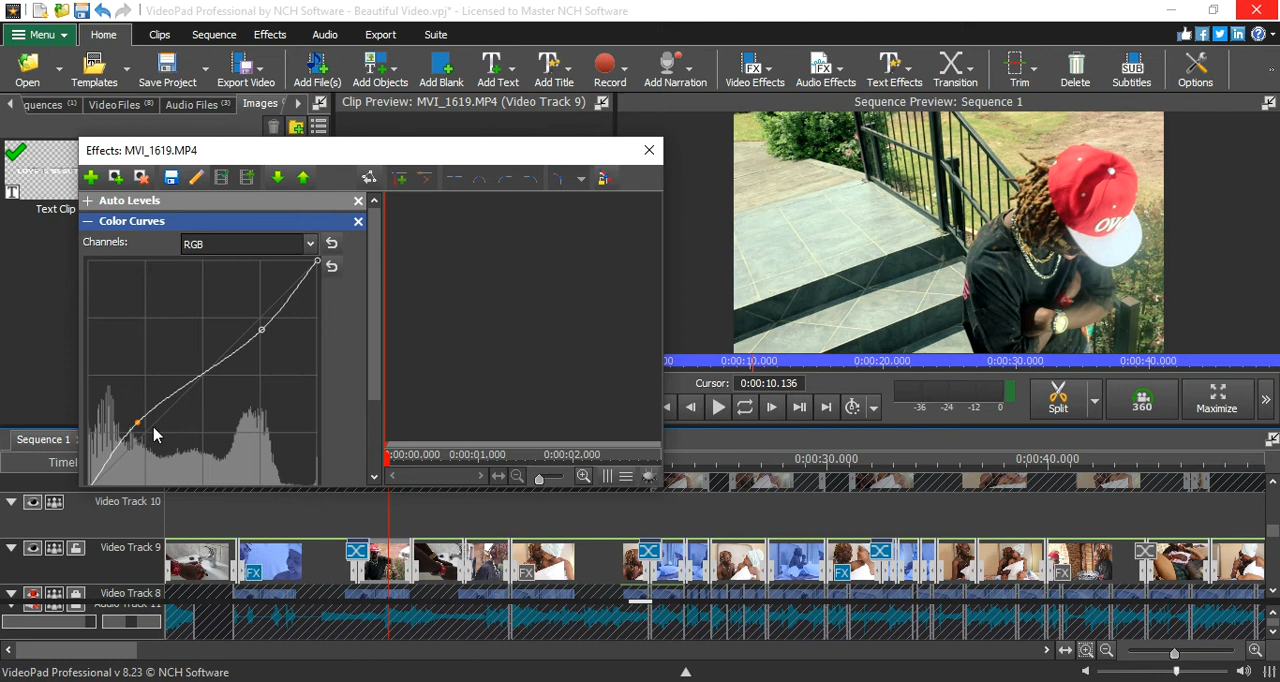 VideoPad Professional by NCH Software - Beautiful Video.vpj* - Licensed to Master NCH Software
Menu Home Clips Sequence Effects Audio Export Suite
Open Templates Save Project Export Video Add File(s) Add Objects Add Blank Add Text Add Title Record Add Narration Video Effects Audio Effects Text Effects Transition Trim Delete Subtitles Options
quences (1) Video Files (8) Audio Files (3) Images
Clip Preview: MVI_1619.MP4 (Video Track 9)
Sequence Preview: Sequence 1
Text Clip
Effects: MVI_1619.MP4
Auto Levels
Color Curves
Channels: RGB
OVO
0:00:10.000 0:00:20.000 0:00:30.000 0:00:40.000
Cursor: 0:00:10.136
-36 -24 -12 0
Split 360 Maximize
Sequence 1
:00:00.000 0:00:01.000 0:00:02.000
0:00:30.000 0:00:40.000
Video Track 10
Video Track 9
FX FX FX FX
Video Track 8
Audio Track 11
VideoPad Professional v 8.23 © NCH Software